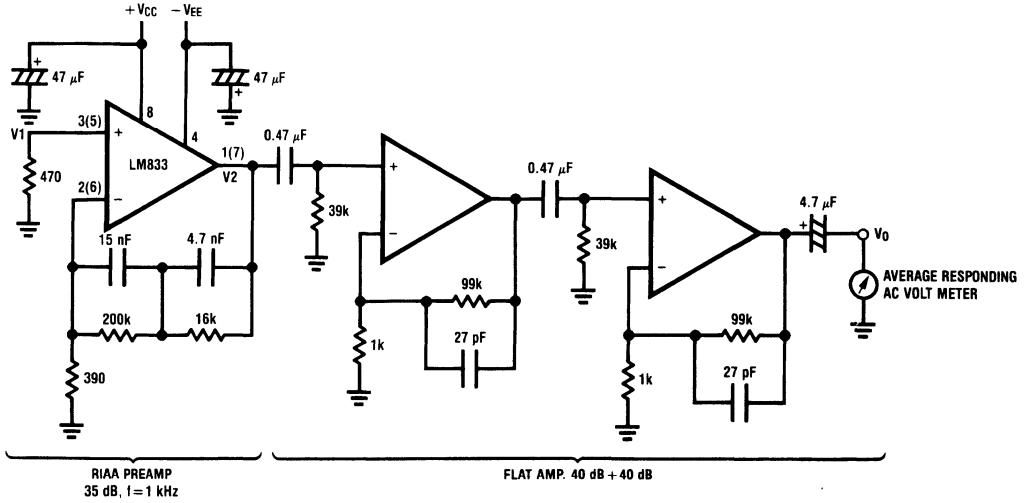 +VCC
−VEE
+
47 µF
47 µF
+
8
V1
3(5)
+
4
LM833
1(7)
V2
470
2(6)
−
0.47 µF
+
39k
−
0.47 µF
+
39k
−
4.7 µF
+
VO
15 nF
4.7 nF
AVERAGE RESPONDING
AC VOLT METER
99k
200k
16k
27 pF
1k
99k
390
27 pF
1k
RIAA PREAMP
35 dB, f = 1 kHz
FLAT AMP. 40 dB + 40 dB